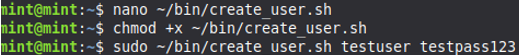 mint@mint:~$ nano ~/bin/create_user.sh
mint@mint:~$ chmod +x ~/bin/create_user.sh
mint@mint:~$ sudo ~/bin/create_user.sh testuser testpass123